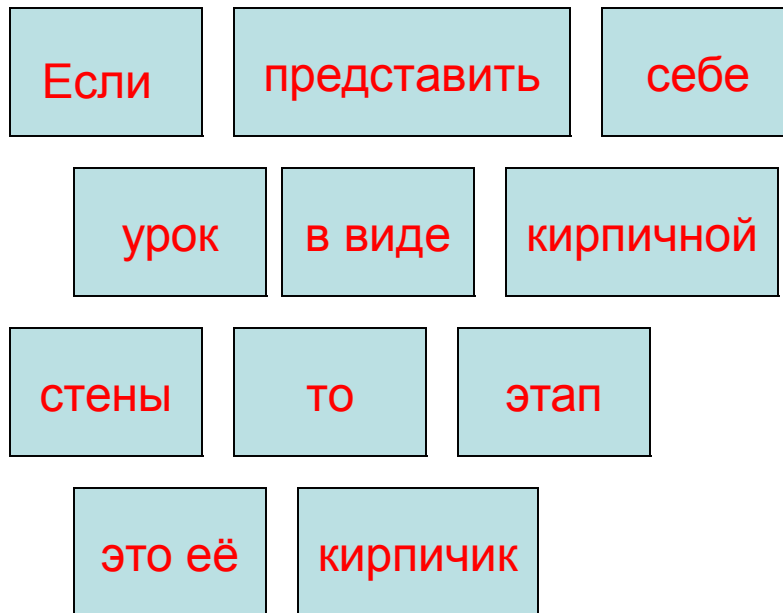 Если представить себе
урок в виде кирпичной
стены то этап
это её кирпичик